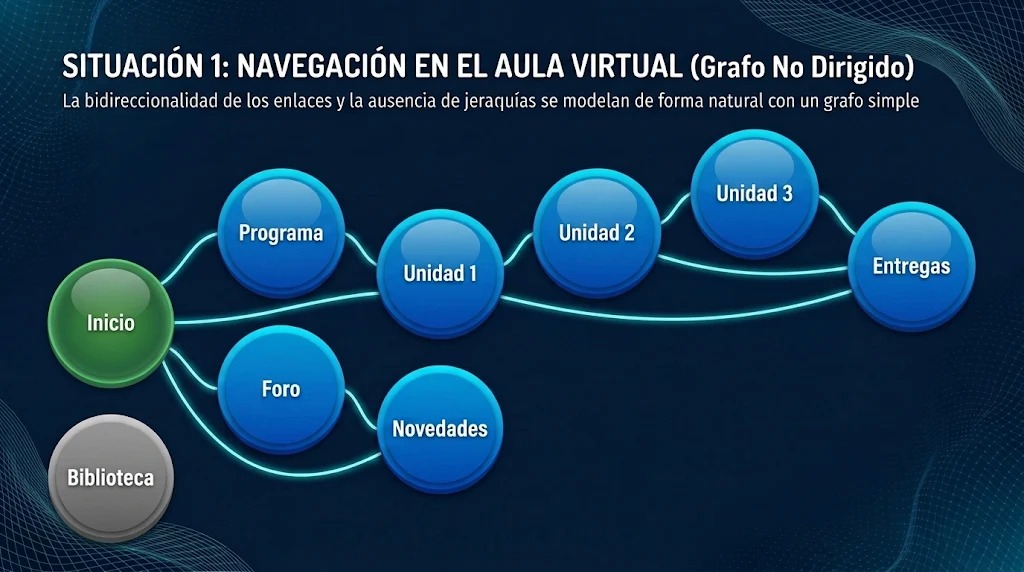 SITUACIÓN 1: NAVEGACIÓN EN EL AULA VIRTUAL (Grafo No Dirigido)
La bidireccionalidad de los enlaces y la ausencia de jeraquías se modelan de forma natural con un grafo simple
Unidad 3
Programa
Unidad 2
Unidad 1
Entregas
Inicio
Foro
Novedades
Biblioteca